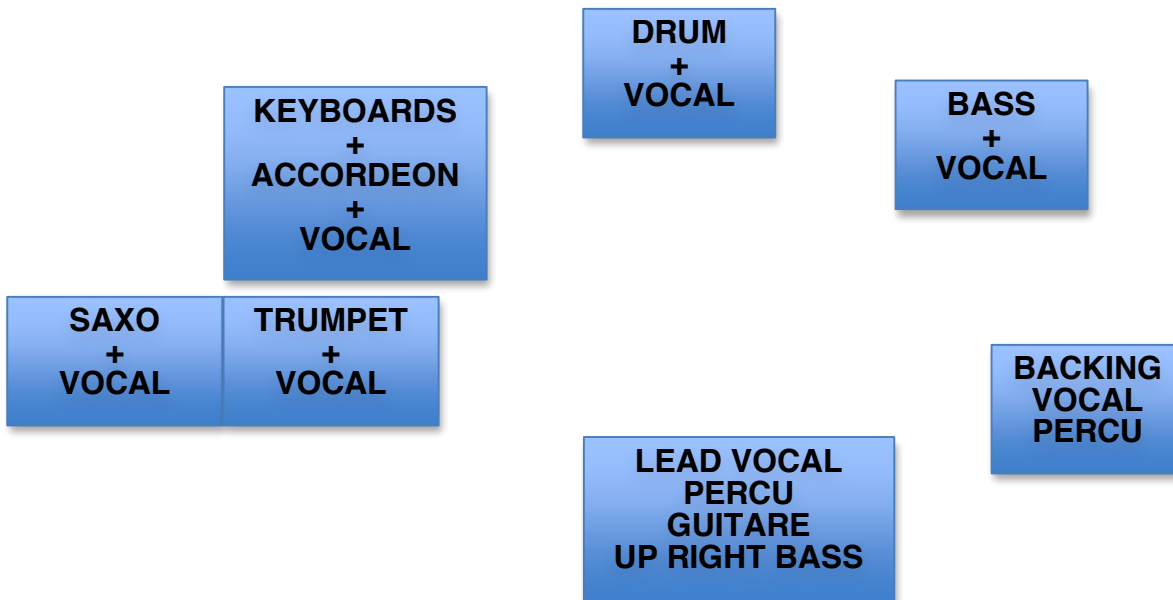 DRUM
+
VOCAL
KEYBOARDS
+
ACCORDEON
+
VOCAL
BASS
+
VOCAL
SAXO
+
VOCAL
TRUMPET
+
VOCAL
BACKING
VOCAL
PERCU
LEAD VOCAL
PERCU
GUITARE
UP RIGHT BASS